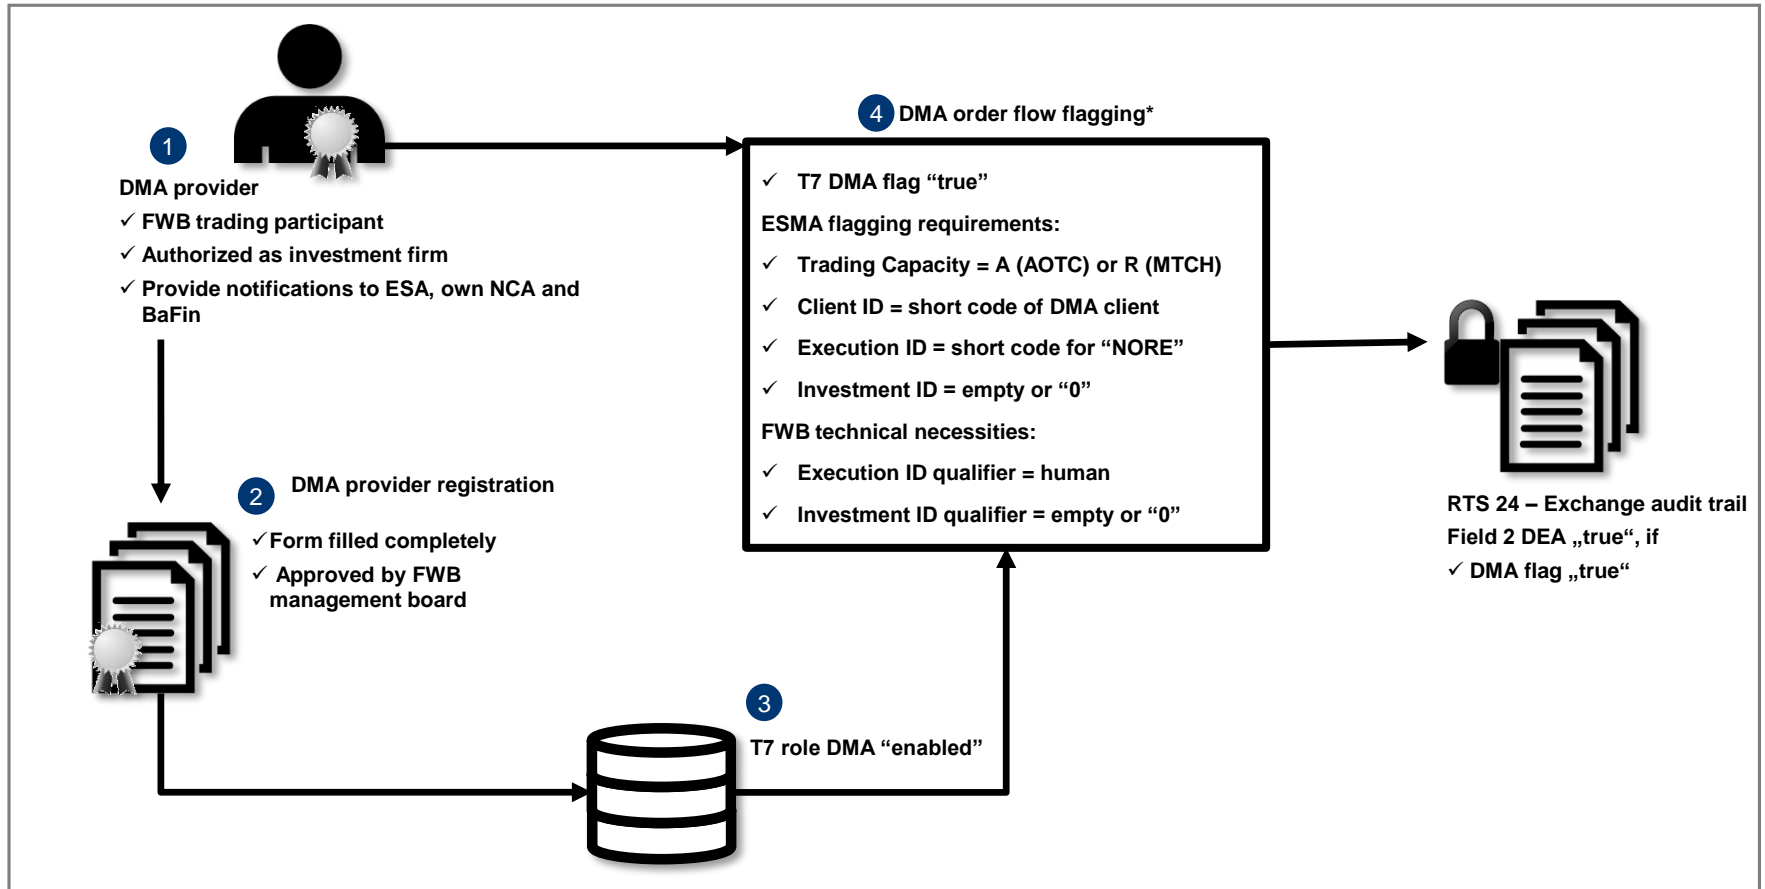 1
DMA provider
✓ FWB trading participant
✓ Authorized as investment firm
✓ Provide notifications to ESA, own NCA and
BaFin
2
DMA provider registration
✓Form filled completely
✓ Approved by FWB
management board
3
T7 role DMA “enabled”
4 DMA order flow flagging*
✓ T7 DMA flag “true”
ESMA flagging requirements:
✓ Trading Capacity = A (AOTC) or R (MTCH)
✓ Client ID = short code of DMA client
✓ Execution ID = short code for “NORE”
✓ Investment ID = empty or “0”
FWB technical necessities:
✓ Execution ID qualifier = human
✓ Investment ID qualifier = empty or “0”
RTS 24 – Exchange audit trail
Field 2 DEA „true“, if
✓ DMA flag „true“